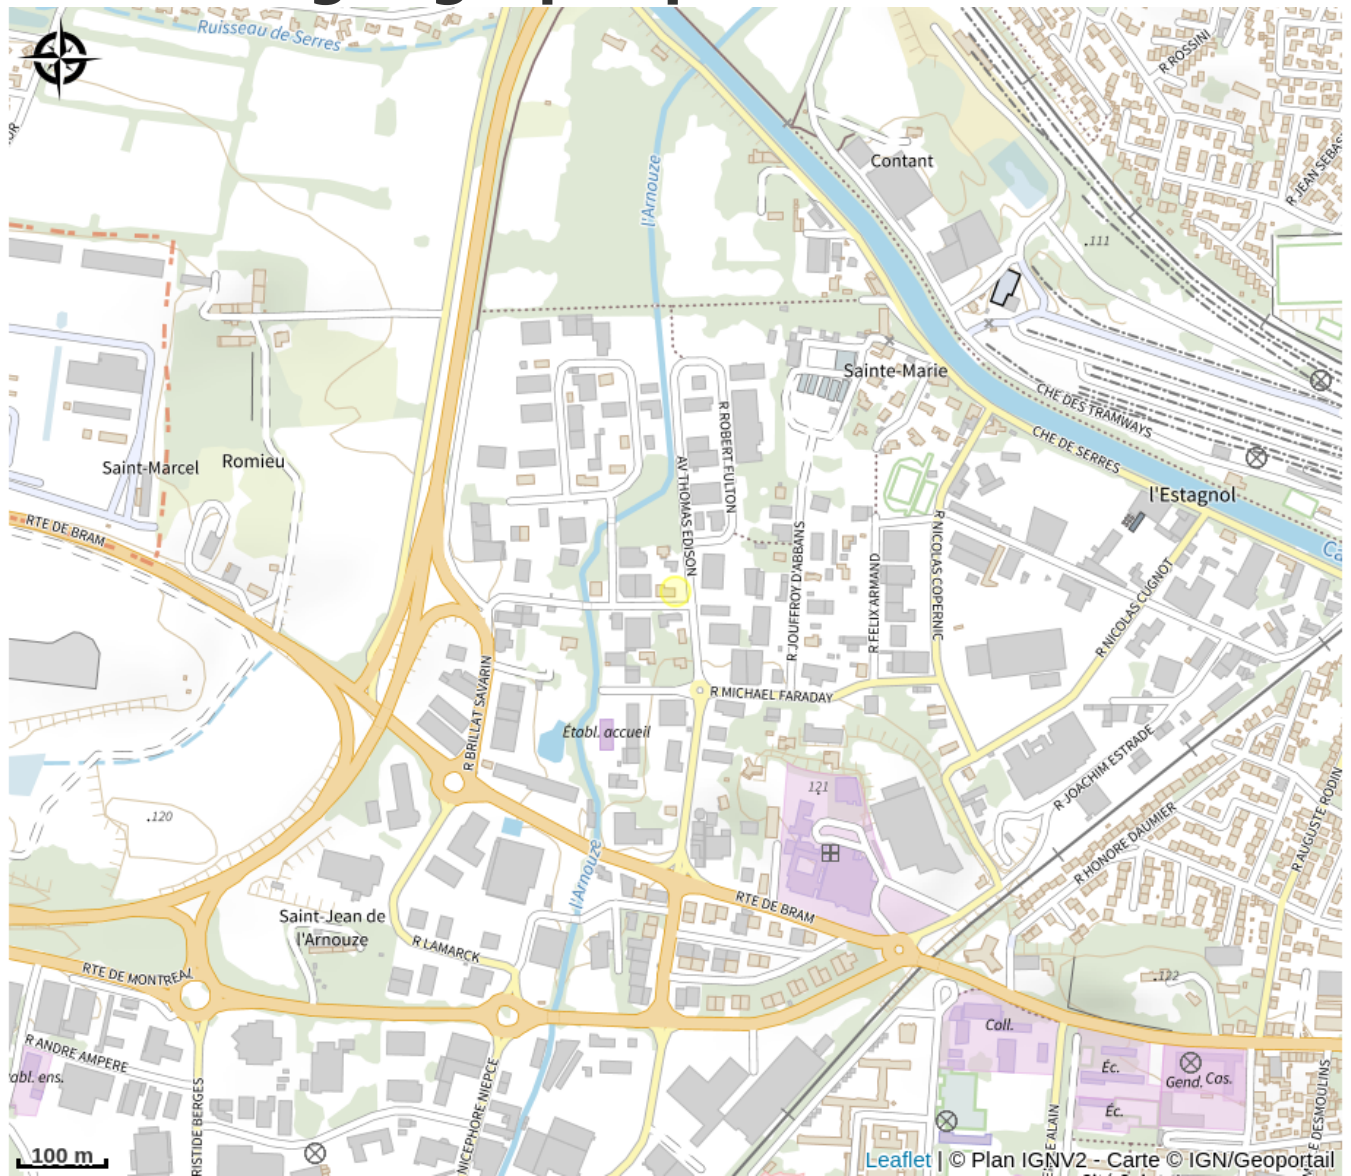 Ruisseau de Serres
R ROSSINI
Contant
R JEAN SEBAS
l'Arnouze
.111
Sainte-Marie
CHE DES TRAMWAYS
CHE DE SERRES
R ROBERT FULTON
Saint-Marcel
Romieu
AV THOMAS EDISON
l'Estagnol
RTE DE BRAM
R NICOLAS COPERNIC
R JOUFFROY D'ABBANS
R FELIX ARMAND
R NICOLAS CUGNOT
Ca
R BRILLAT SAVARIN
R MICHAEL FARADAY
Établ. accueil
R JOACHIM ESTRADE
121
.120
R HONORE DAUMIER
R AUGUSTE RODIN
l'Arnouze
RTE DE BRAM
Saint-Jean de
l'Arnouze
R LAMARCK
RTE DE MONTREAL
.122
Coll.
R ANDRE AMPERE
abl. ens.
Éc.
Gend. Cas.
Éc.
RISTIDE BERGES
NICEPHORE NIEPCE
E ALAIN
E DESMOULINS
100 m
Leaflet | © Plan IGNV2 - Carte © IGN/Geoportail